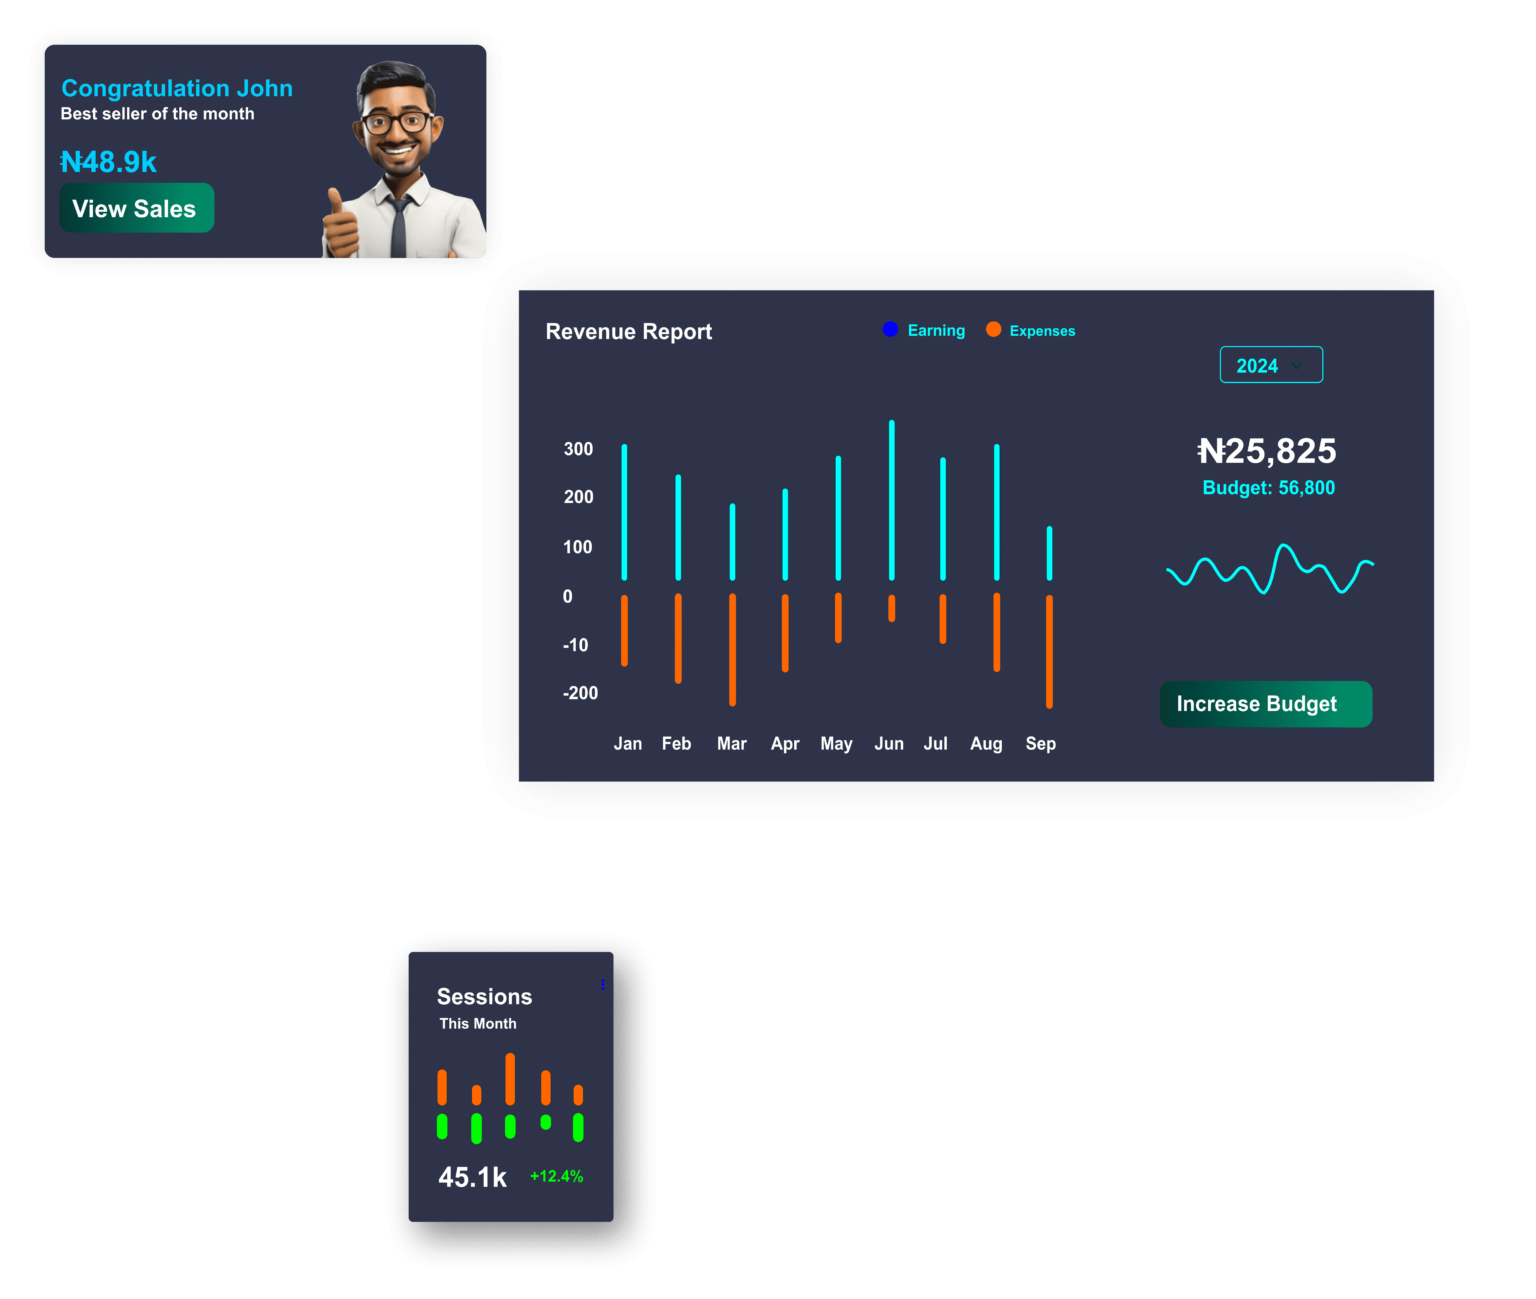 Congratulation John
Best seller of the month
₦48.9k
View Sales
Revenue Report
Earning
Expenses
2024
300
200
100
0
-10
-200
Jan Feb Mar Apr May Jun Jul Aug Sep
₦25,825
Budget: 56,800
Increase Budget
Sessions
This Month
45.1k +12.4%